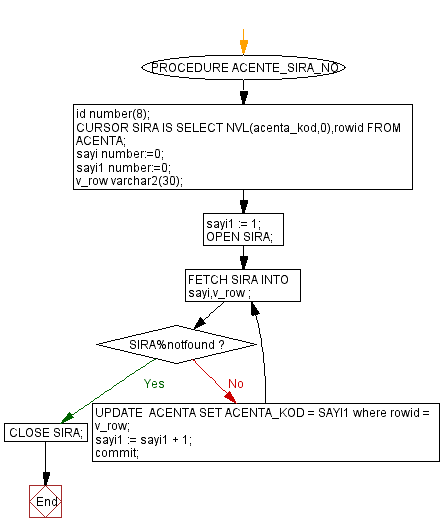 PROCEDURE ACENTE_SIRA_NO
id number(8);
CURSOR SIRA IS SELECT NVL(acenta_kod,0),rowid FROM
ACENTA;
sayi number:=0;
sayi1 number:=0;
v_row varchar2(30);
sayi1 := 1;
OPEN SIRA;
FETCH SIRA INTO
sayi,v_row ;
SIRA%notfound ?
Yes
No
UPDATE  ACENTA SET ACENTA_KOD = SAYI1 where rowid =
v_row;
sayi1 := sayi1 + 1;
commit;
CLOSE SIRA;
End